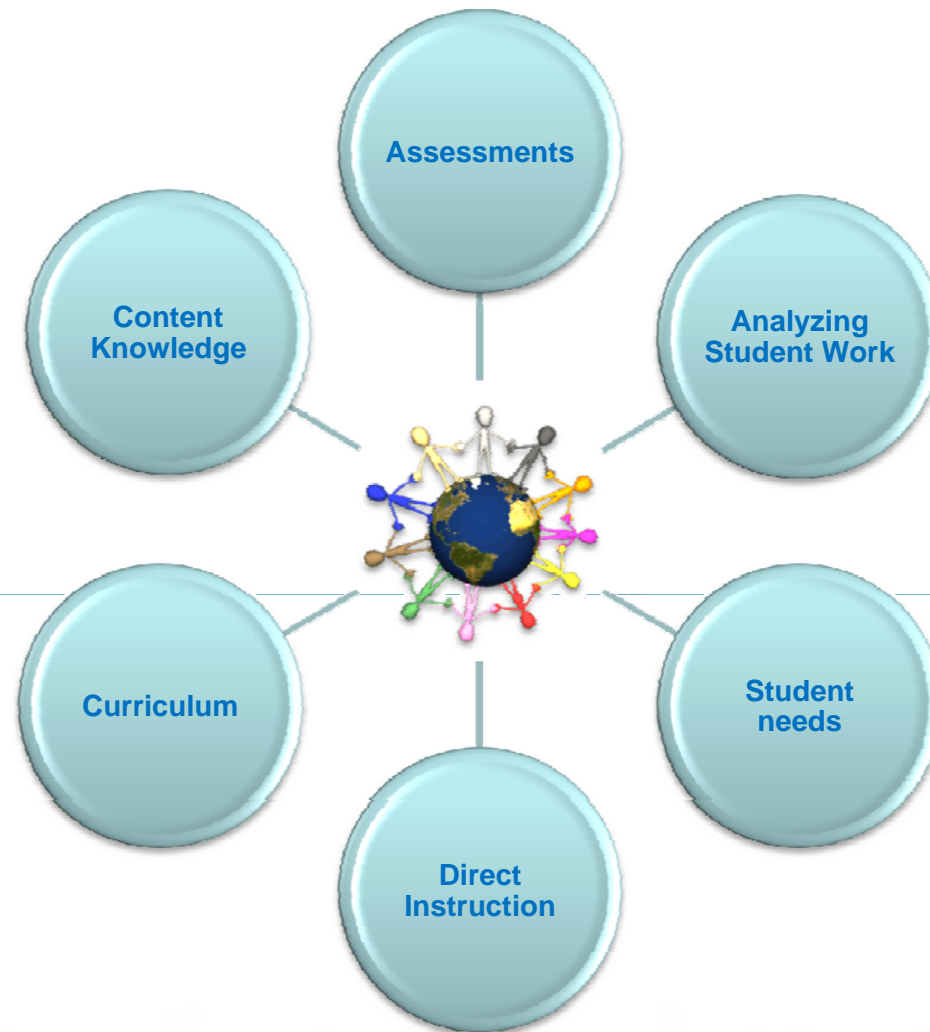 Assessments
Analyzing
Student Work
Student
needs
Direct
Instruction
Curriculum
Content
Knowledge